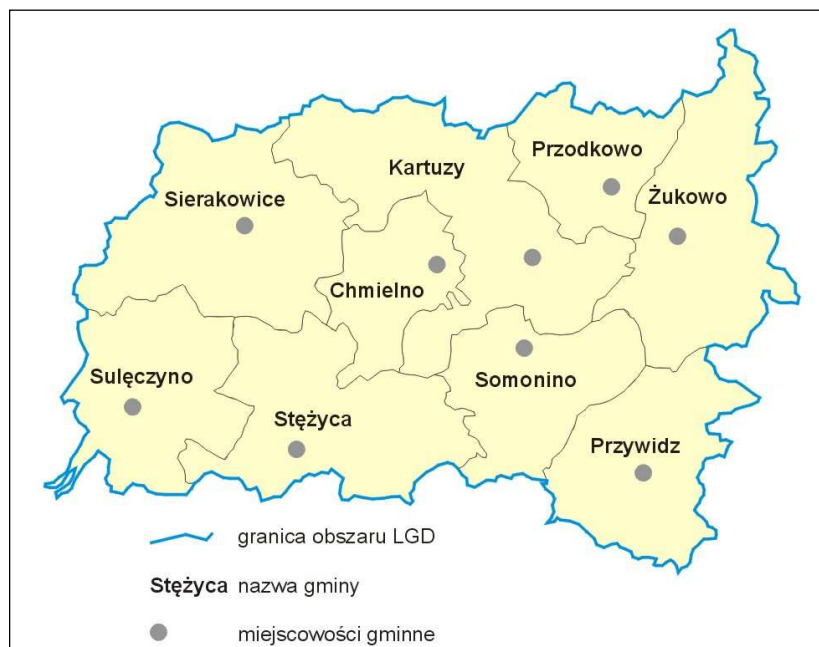 Przodkowo
Kartuzy
Sierakowice
Żukowo
Chmielno
Sulęczyno
Somonino
Stężyca
Przywidz
granica obszaru LGD
Stężyca nazwa gminy
miejscowości gminne